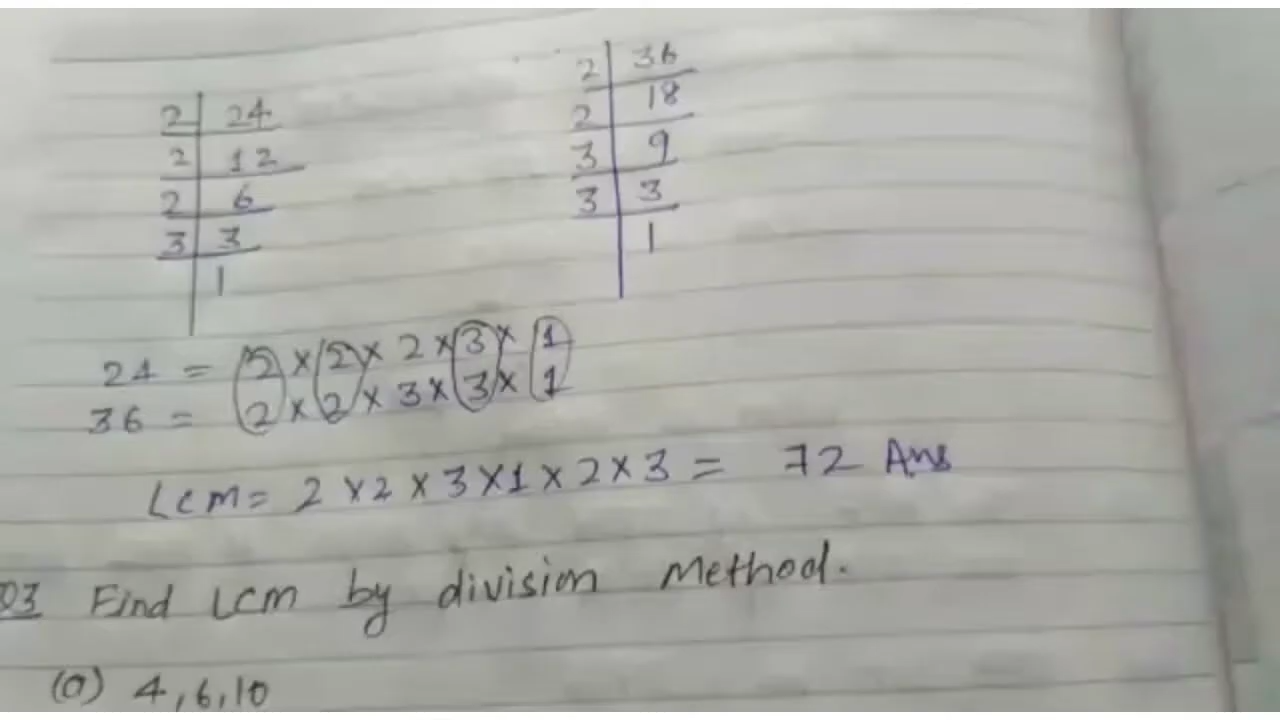 2 | 24
2 | 12
2 | 6
3 | 3
1
2 | 36
2 | 18
3 | 9
3 | 3
1
24 = 2 × 2 × 2 × 3 × 1
36 = 2 × 2 × 3 × 3 × 1
LCM = 2 × 2 × 3 × 1 × 2 × 3 = 72 Ans
Q3 Find LCM by division Method.
(a) 4, 6, 10